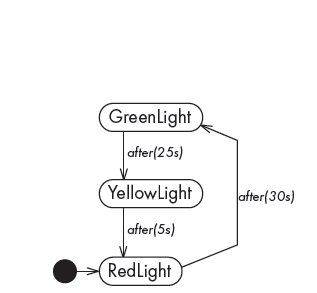 GreenLight
after(25s)
YellowLight
after(30s)
after(5s)
RedLight